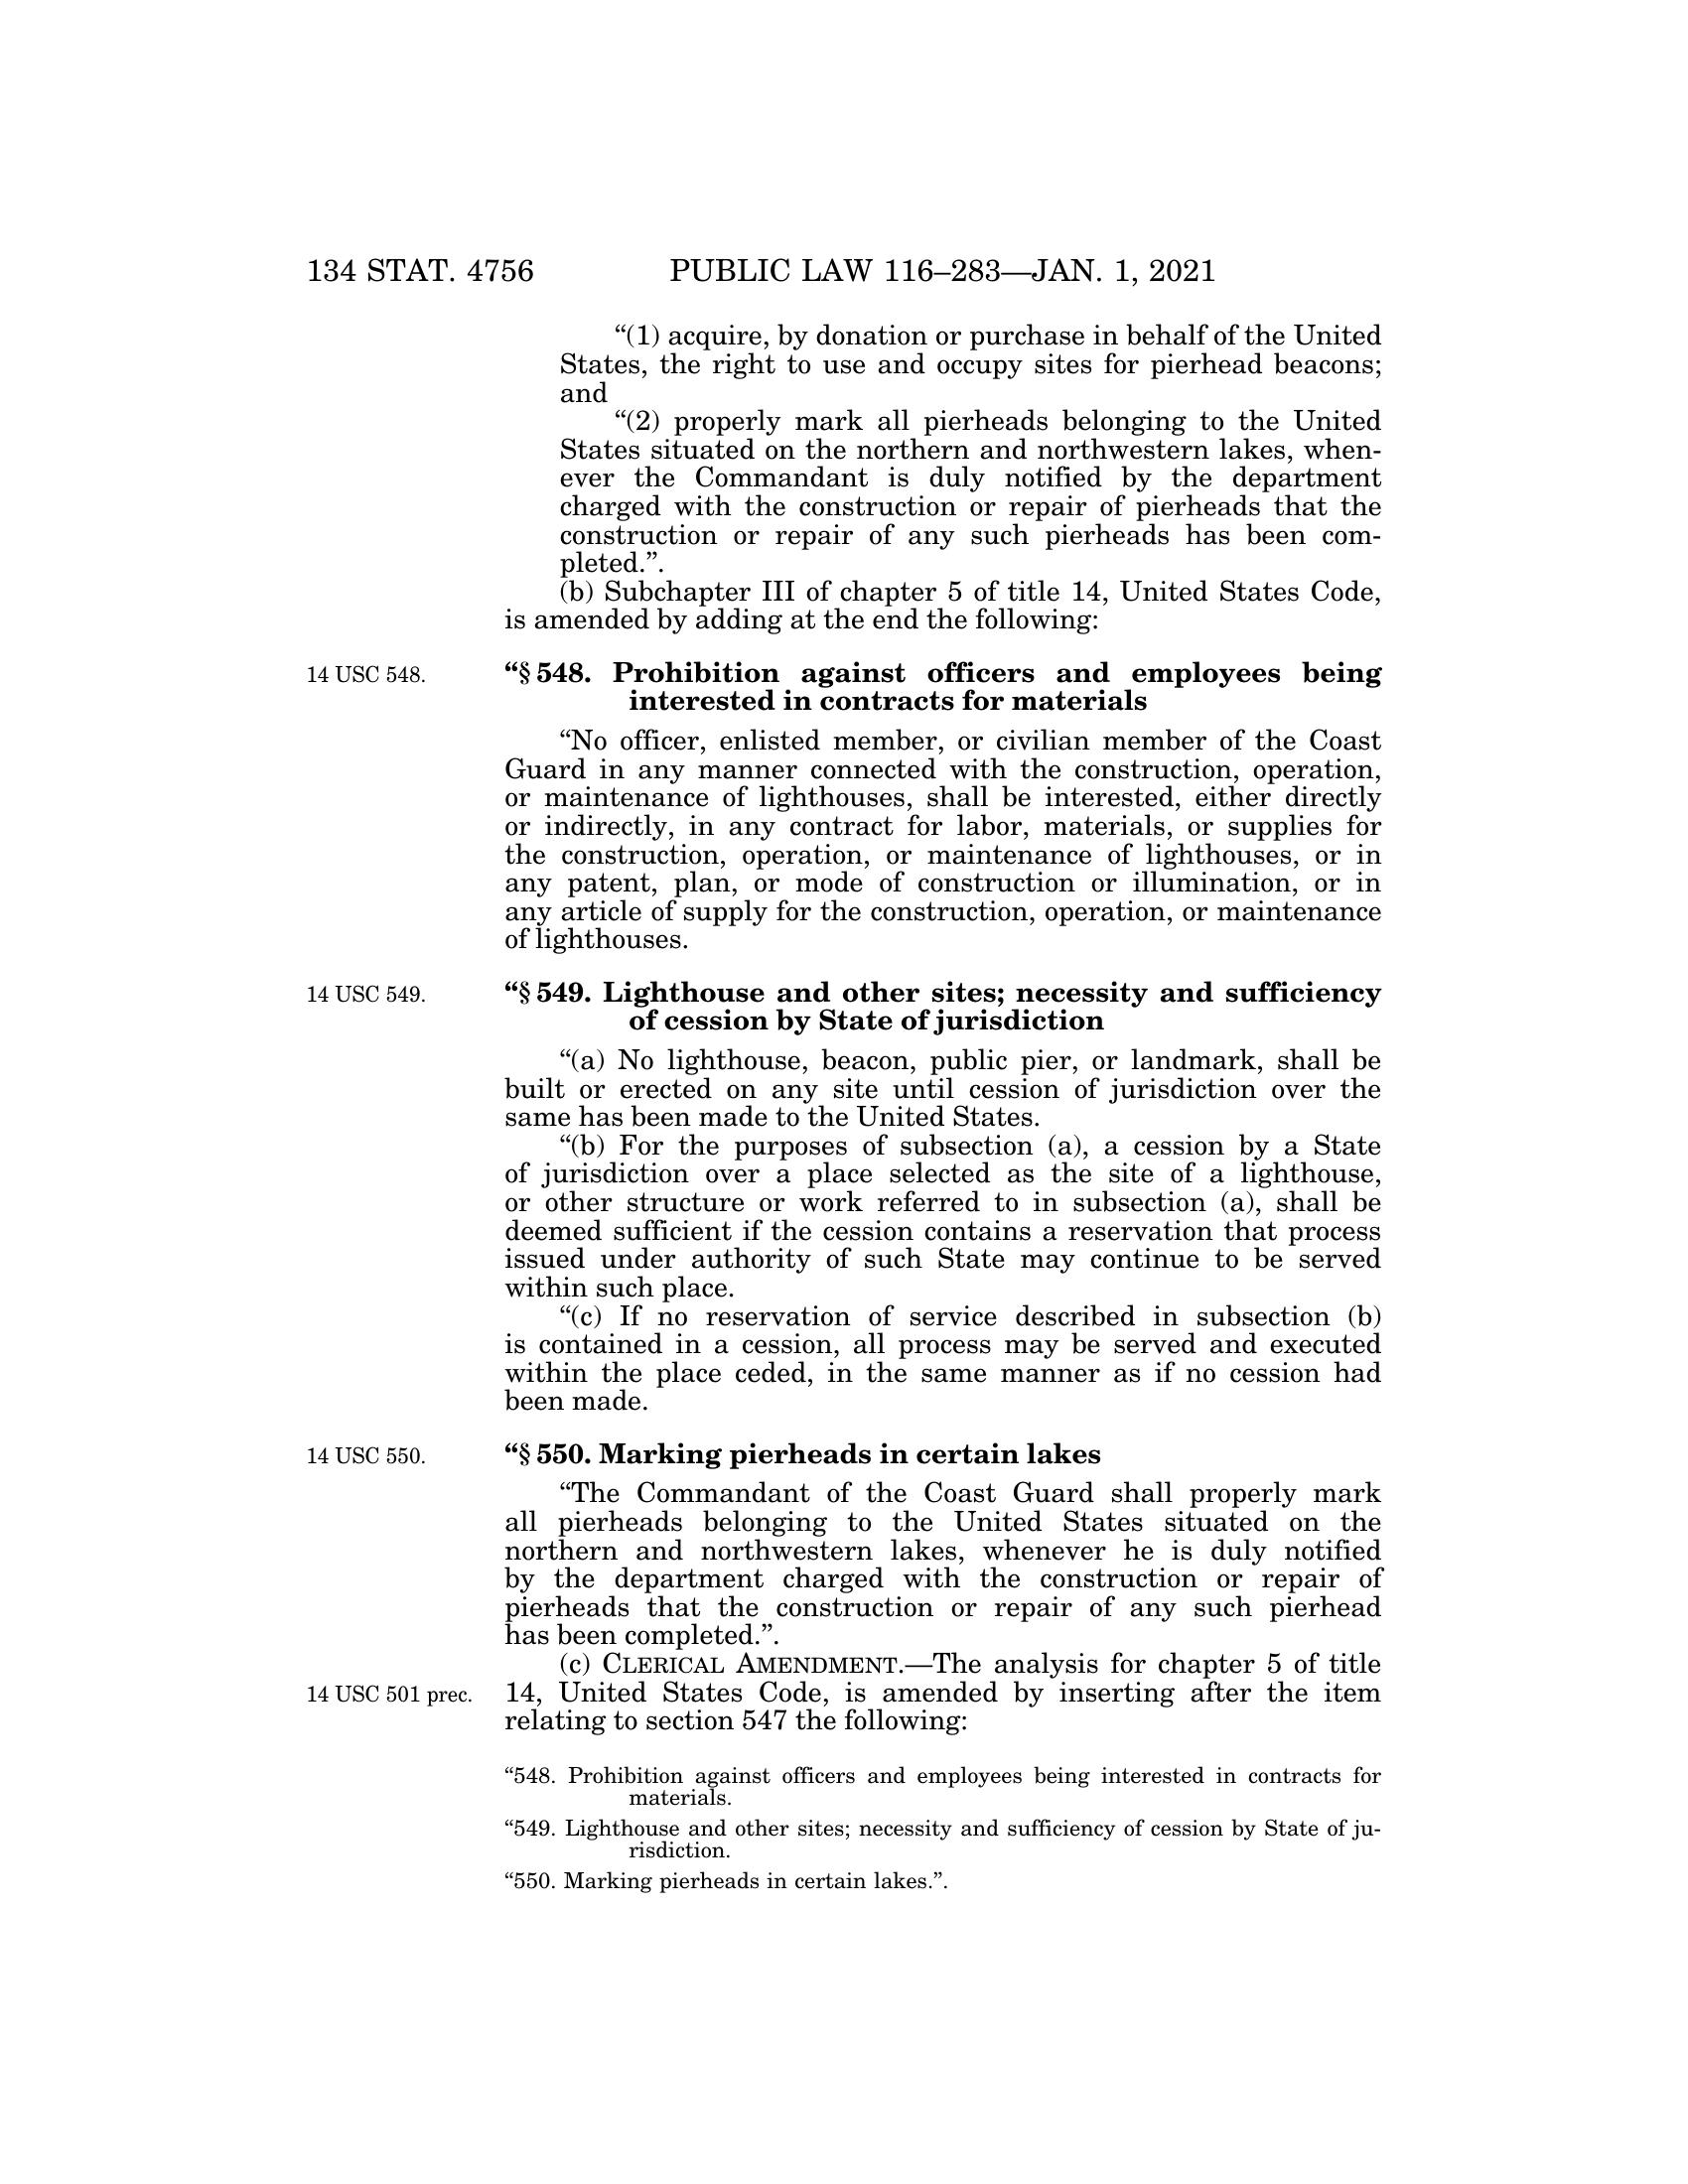 134 STAT. 4756 PUBLIC LAW 116–283—JAN. 1, 2021
“(1) acquire, by donation or purchase in behalf of the United
States, the right to use and occupy sites for pierhead beacons;
and
“(2) properly mark all pierheads belonging to the United
States situated on the northern and northwestern lakes, when-
ever the Commandant is duly notified by the department
charged with the construction or repair of pierheads that the
construction or repair of any such pierheads has been com-
pleted.”.
(b) Subchapter III of chapter 5 of title 14, United States Code,
is amended by adding at the end the following:
14 USC 548.
“§ 548. Prohibition against officers and employees being
interested in contracts for materials
“No officer, enlisted member, or civilian member of the Coast
Guard in any manner connected with the construction, operation,
or maintenance of lighthouses, shall be interested, either directly
or indirectly, in any contract for labor, materials, or supplies for
the construction, operation, or maintenance of lighthouses, or in
any patent, plan, or mode of construction or illumination, or in
any article of supply for the construction, operation, or maintenance
of lighthouses.
14 USC 549.
“§ 549. Lighthouse and other sites; necessity and sufficiency
of cession by State of jurisdiction
“(a) No lighthouse, beacon, public pier, or landmark, shall be
built or erected on any site until cession of jurisdiction over the
same has been made to the United States.
“(b) For the purposes of subsection (a), a cession by a State
of jurisdiction over a place selected as the site of a lighthouse,
or other structure or work referred to in subsection (a), shall be
deemed sufficient if the cession contains a reservation that process
issued under authority of such State may continue to be served
within such place.
“(c) If no reservation of service described in subsection (b)
is contained in a cession, all process may be served and executed
within the place ceded, in the same manner as if no cession had
been made.
14 USC 550.
“§ 550. Marking pierheads in certain lakes
“The Commandant of the Coast Guard shall properly mark
all pierheads belonging to the United States situated on the
northern and northwestern lakes, whenever he is duly notified
by the department charged with the construction or repair of
pierheads that the construction or repair of any such pierhead
has been completed.”.
(c) CLERICAL AMENDMENT.—The analysis for chapter 5 of title
14 USC 501 prec.
14, United States Code, is amended by inserting after the item
relating to section 547 the following:
“548. Prohibition against officers and employees being interested in contracts for
materials.
“549. Lighthouse and other sites; necessity and sufficiency of cession by State of ju-
risdiction.
“550. Marking pierheads in certain lakes.”.